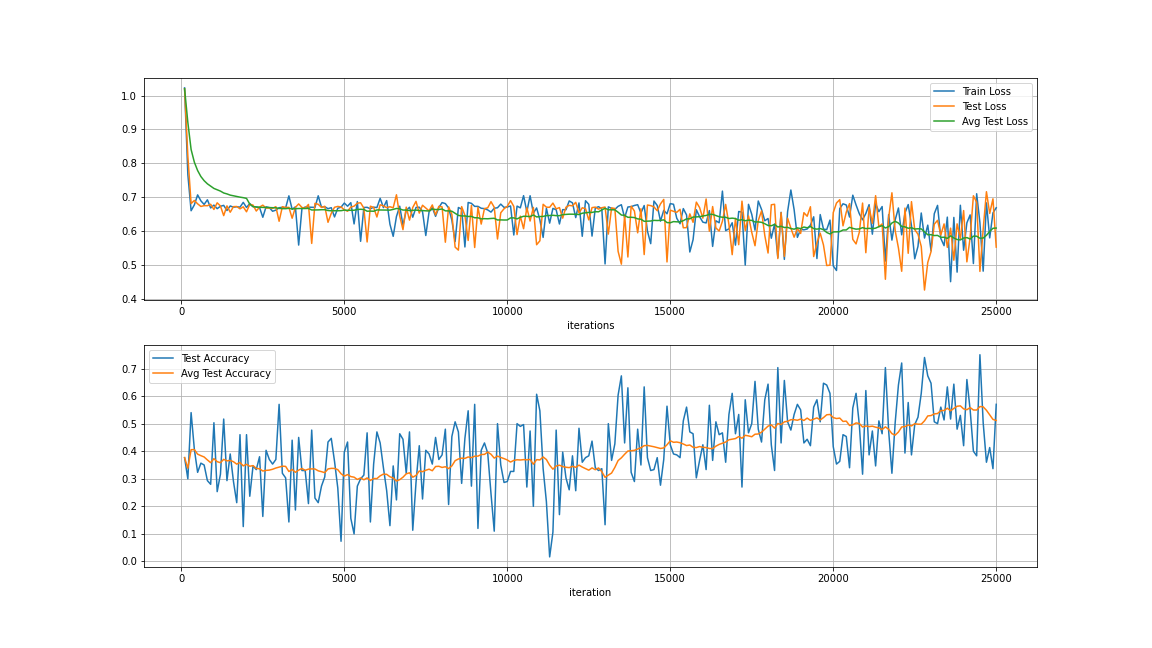 1.0
0.9
0.8
0.7
0.6
0.5
0.4
Train Loss
Test Loss
Avg Test Loss
0 5000 10000 15000 20000 25000
iterations
0.7
0.6
0.5
0.4
0.3
0.2
0.1
0.0
Test Accuracy
Avg Test Accuracy
0 5000 10000 15000 20000 25000
iteration